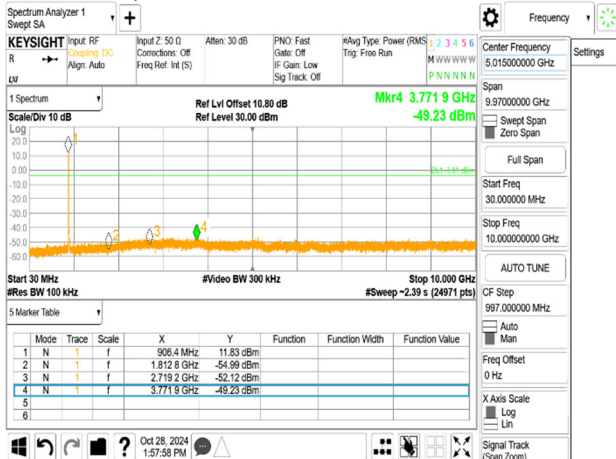 Spectrum Analyzer 1
Swept SA
+
Frequency
Settings
KEYSIGHT
R
Input: RF
Coupling: DC
Align: Auto
Input Z: 50 Ω
Corrections: Off
Freq Ref: Int (S)
Atten: 30 dB
PNO: Fast
Gate: Off
IF Gain: Low
Sig Track: Off
#Avg Type: Power (RMS
Trig: Free Run
1 2 3 4 5 6
M W W W W W
P N N N N N
1 Spectrum
Scale/Div 10 dB
Ref Lvl Offset 10.80 dB
Ref Level 30.00 dBm
Mkr4 3.771 9 GHz
-49.23 dBm
Log
20.0
10.0
0.00
-10.0
-20.0
-30.0
-40.0
-50.0
-60.0
1
2
3
4
Start 30 MHz
#Res BW 100 kHz
#Video BW 300 kHz
Stop 10.000 GHz
#Sweep ~2.39 s (24971 pts)
5 Marker Table
Mode Trace Scale X Y Function Function Width Function Value
1 N 1 f 906.4 MHz 11.83 dBm
2 N 1 f 1.812 8 GHz -54.99 dBm
3 N 1 f 2.719 2 GHz -52.12 dBm
4 N 1 f 3.771 9 GHz -49.23 dBm
5
6
?
Oct 28, 2024
1:57:58 PM
Center Frequency
5.015000000 GHz
Span
9.97000000 GHz
Swept Span
Zero Span
Full Span
Start Freq
30.000000 MHz
Stop Freq
10.000000000 GHz
AUTO TUNE
CF Step
997.000000 MHz
Auto
Man
Freq Offset
0 Hz
X Axis Scale
Log
Lin
Signal Track
(Span Zoom)